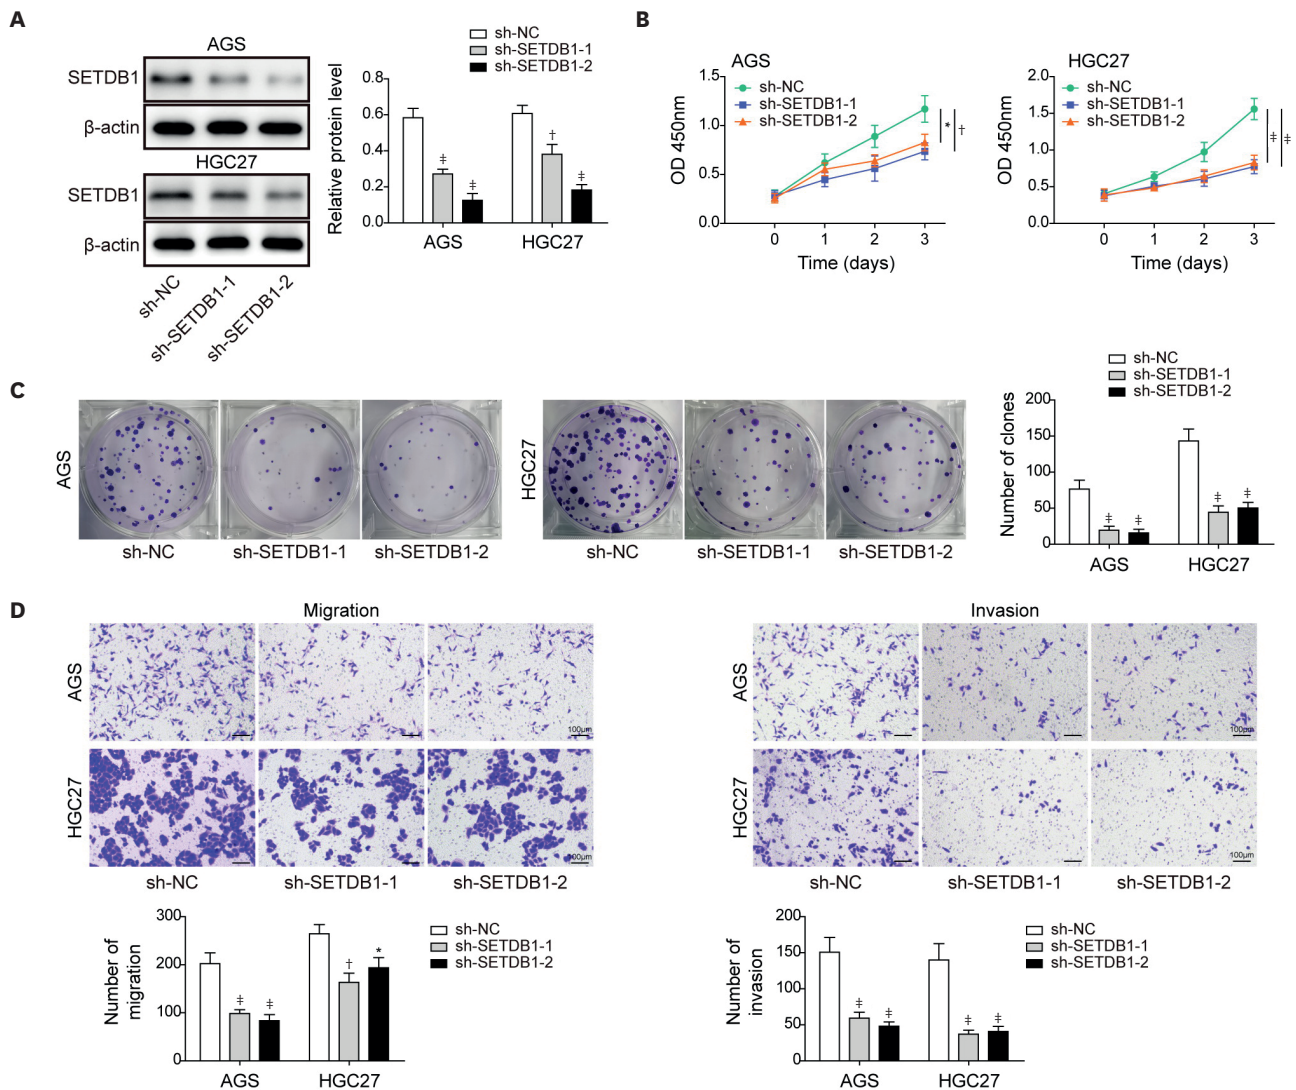 A
AGS
SETDB1
β-actin
HGC27
SETDB1
β-actin
sh-NC
sh-SETDB1-1
sh-SETDB1-2
sh-NC
sh-SETDB1-1
sh-SETDB1-2
Relative protein level
0.8
0.6
0.4
0.2
0.0
‡
‡
†
‡
AGS
HGC27
B
AGS
sh-NC
sh-SETDB1-1
sh-SETDB1-2
OD 450nm
1.5
1.0
0.5
0.0
*
†
0 1 2 3
Time (days)
HGC27
sh-NC
sh-SETDB1-1
sh-SETDB1-2
OD 450nm
2.0
1.5
1.0
0.5
0.0
‡
‡
0 1 2 3
Time (days)
C
AGS
sh-NC
sh-SETDB1-1
sh-SETDB1-2
HGC27
sh-NC
sh-SETDB1-1
sh-SETDB1-2
sh-NC
sh-SETDB1-1
sh-SETDB1-2
Number of clones
200
150
100
50
0
‡
‡
‡
‡
AGS
HGC27
D
Migration
AGS
100μm
HGC27
100μm
sh-NC
sh-SETDB1-1
sh-SETDB1-2
Invasion
AGS
100μm
HGC27
100μm
sh-NC
sh-SETDB1-1
sh-SETDB1-2
Number of
migration
300
200
100
0
‡
‡
†
*
AGS
HGC27
sh-NC
sh-SETDB1-1
sh-SETDB1-2
Number of
invasion
200
150
100
50
0
‡
‡
‡
‡
AGS
HGC27
sh-NC
sh-SETDB1-1
sh-SETDB1-2